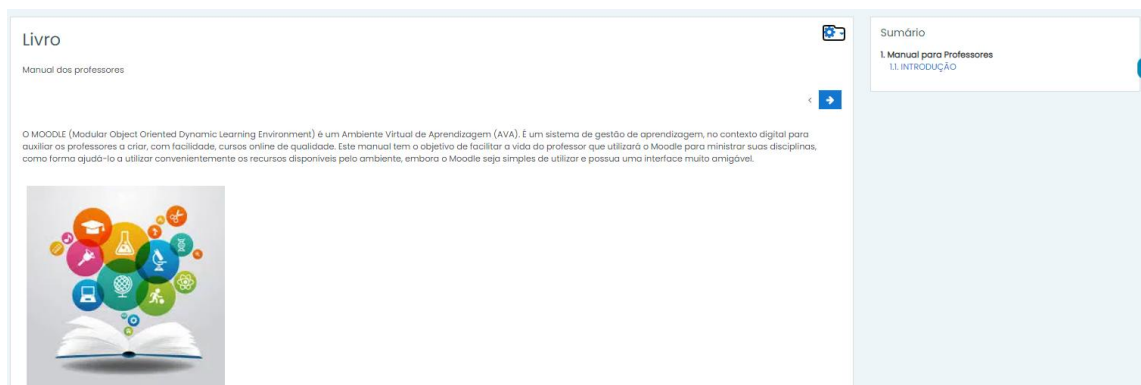 Livro
Manual dos professores
O MOODLE (Modular Object Oriented Dynamic Learning Environment) é um Ambiente Virtual de Aprendizagem (AVA). É um sistema de gestão de aprendizagem, no contexto digital para
auxiliar os professores a criar, com facilidade, cursos online de qualidade. Este manual tem o objetivo de facilitar a vida do professor que utilizará o Moodle para ministrar suas disciplinas,
como forma ajudá-lo a utilizar convenientemente os recursos disponíveis pelo ambiente, embora o Moodle seja simples de utilizar e possua uma interface muito amigável.
Sumário
1. Manual para Professores
1.1. INTRODUÇÃO